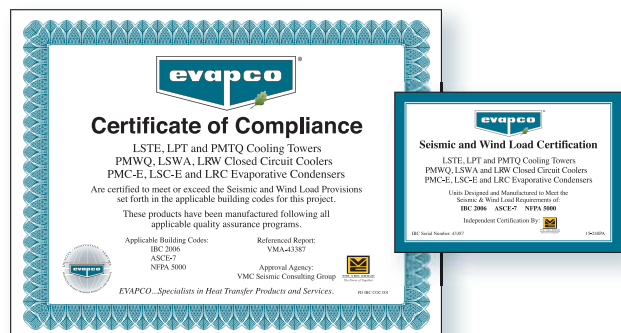 evapco
®
Certificate of Compliance
LSTE, LPT and PMTQ Cooling Towers
PMWQ, LSWA, LRW Closed Circuit Coolers
PMC-E, LSC-E and LRC Evaporative Condensers
Are certified to meet or exceed the Seismic and Wind Load Provisions
set forth in the applicable building codes for this project.
These products have been manufactured following all
applicable quality assurance programs.
Applicable Building Codes:
IBC 2006
ASCE-7
NFPA 5000
Referenced Report:
VMA-43387
Approval Agency:
VMC Seismic Consulting Group
evapco
EVAPCO...Specialists in Heat Transfer Products and Services.
evapco
Seismic and Wind Load Certification
LSTE, LPT and PMTQ Cooling Towers
PMWQ, LSWA and LRW Closed Circuit Coolers
PMC-E, LSC-E and LRC Evaporative Condensers
Units Designed and Manufactured to Meet the
Seismic & Wind Load Requirements of:
IBC 2006 ASCE-7 NFPA 5000
Independent Certification By:
IBC Serial Number: 43387